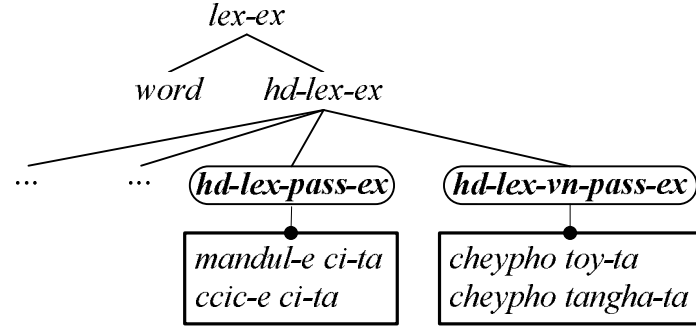 lex-ex
word hd-lex-ex
... ... hd-lex-pass-ex hd-lex-vn-pass-ex
mandul-e ci-ta cheypho toy-ta
ccic-e ci-ta cheypho tangha-ta